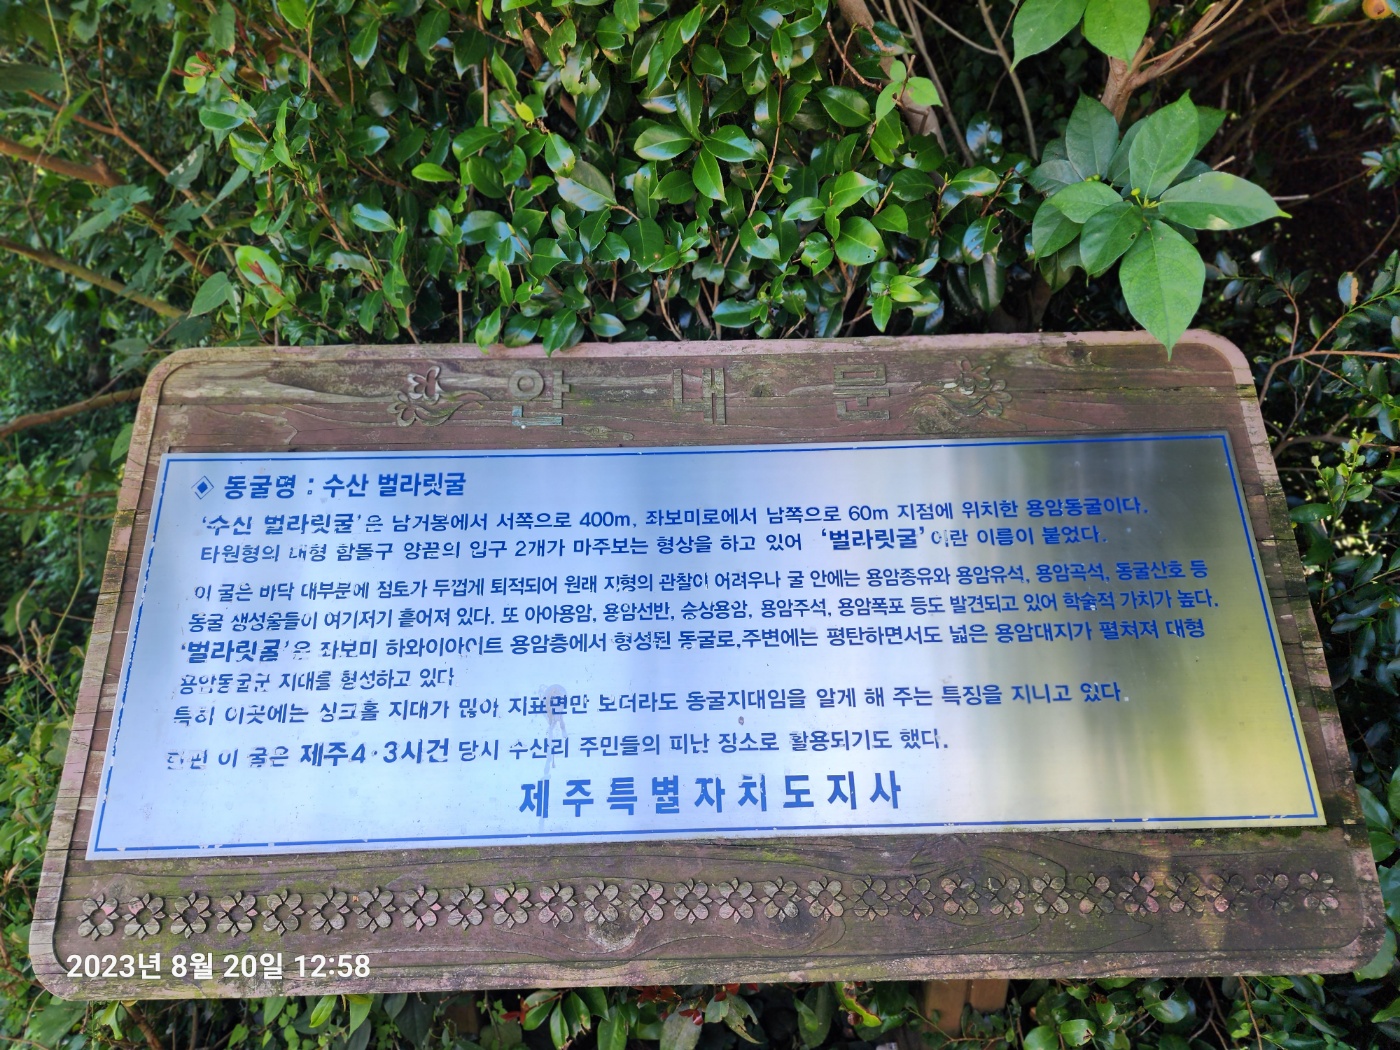 안내문
동굴명 : 수산 벌라릿굴
'수산 벌라릿굴'은 남거봉에서 서쪽으로 400m, 좌보미로에서 남쪽으로 60m 지점에 위치한 용암동굴이다.
타원형의 대형 함몰구 양끝의 입구 2개가 마주보는 형상을 하고 있어 '벌라릿굴'이란 이름이 붙었다.
이 굴은 바닥 대부분에 점토가 두껍게 퇴적되어 원래 지형의 관찰이 어려우나 굴 안에는 용암종유와 용암유석, 용암곡석, 동굴산호 등
동굴 생성물들이 여기저기 흩어져 있다. 또 아아용암, 용암선반, 승상용암, 용암주석, 용암폭포 등도 발견되고 있어 학술적 가치가 높다.
'벌라릿굴'은 좌보미 하와이아이트 용암층에서 형성된 동굴로,주변에는 평탄하면서도 넓은 용암대지가 펼쳐져 대형
용암동굴군 지대를 형성하고 있다
특히 이곳에는 싱크홀 지대가 많아 지표면만 보더라도 동굴지대임을 알게 해 주는 특징을 지니고 있다.
한편 이 굴은 제주4·3사건 당시 수산리 주민들의 피난 장소로 활용되기도 했다.
제주특별자치도지사
2023년 8월 20일 12:58